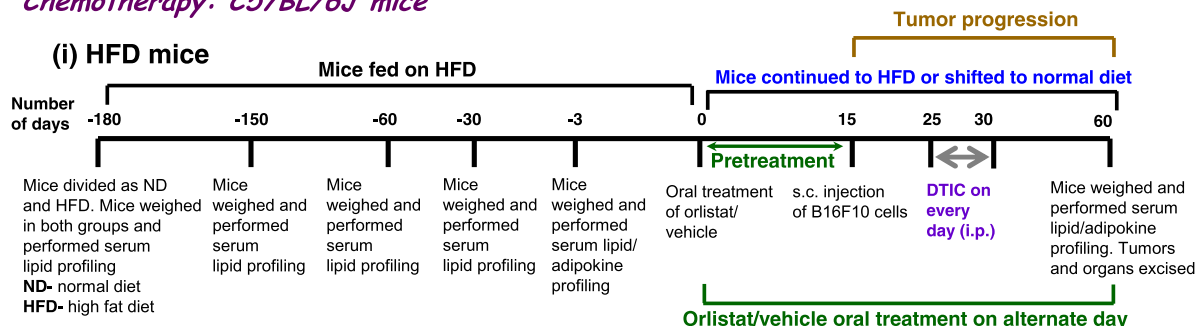 Chemotherapy: C57BL/6J mice
Tumor progression
(i) HFD mice
Mice fed on HFD
Mice continued to HFD or shifted to normal diet
Number
of days
-180
-150
-60
-30
-3
0
15
25
30
60
Pretreatment
Mice divided as ND
and HFD. Mice weighed
in both groups and
performed serum
lipid profiling
ND- normal diet
HFD- high fat diet
Mice
weighed and
performed
serum
lipid profiling
Mice
weighed and
performed
serum
lipid profiling
Mice
weighed and
performed
serum
lipid profiling
Mice
weighed and
performed
serum lipid/
adipokine
profiling
Oral treatment
of orlistat/
vehicle
s.c. injection
of B16F10 cells
DTIC on
every
day (i.p.)
Mice weighed and
performed serum
lipid/adipokine
profiling. Tumors
and organs excised
Orlistat/vehicle oral treatment on alternate day